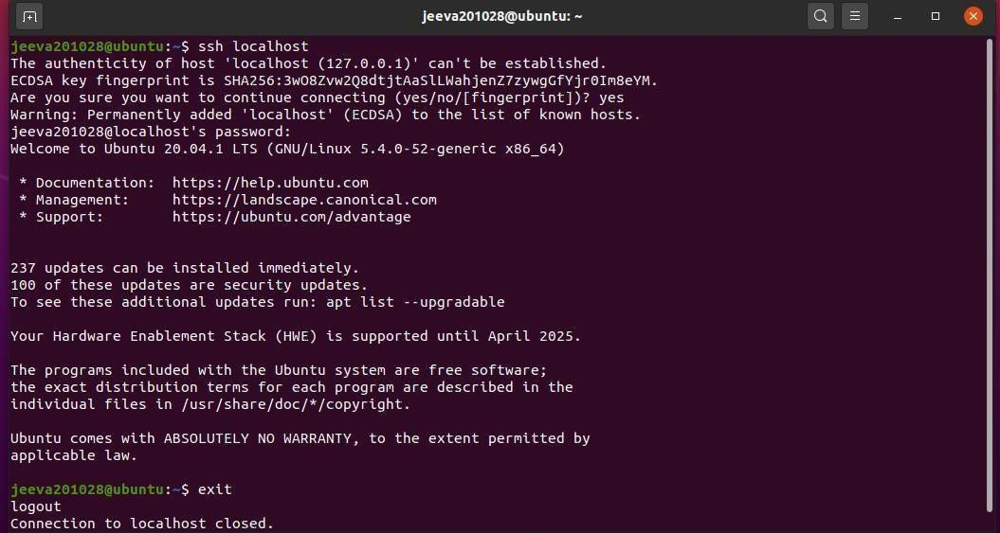 jeeva201028@ubuntu: ~
jeeva201028@ubuntu:~$ ssh localhost
The authenticity of host 'localhost (127.0.0.1)' can't be established.
ECDSA key fingerprint is SHA256:3wO8Zvw2Q8dtjtAaSlLWahjenZ7zywgGfYjr0Im8eYM.
Are you sure you want to continue connecting (yes/no/[fingerprint])? yes
Warning: Permanently added 'localhost' (ECDSA) to the list of known hosts.
jeeva201028@localhost's password:
Welcome to Ubuntu 20.04.1 LTS (GNU/Linux 5.4.0-52-generic x86_64)
* Documentation:  https://help.ubuntu.com
* Management:     https://landscape.canonical.com
* Support:        https://ubuntu.com/advantage
237 updates can be installed immediately.
100 of these updates are security updates.
To see these additional updates run: apt list --upgradable
Your Hardware Enablement Stack (HWE) is supported until April 2025.
The programs included with the Ubuntu system are free software;
the exact distribution terms for each program are described in the
individual files in /usr/share/doc/*/copyright.
Ubuntu comes with ABSOLUTELY NO WARRANTY, to the extent permitted by
applicable law.
jeeva201028@ubuntu:~$ exit
logout
Connection to localhost closed.